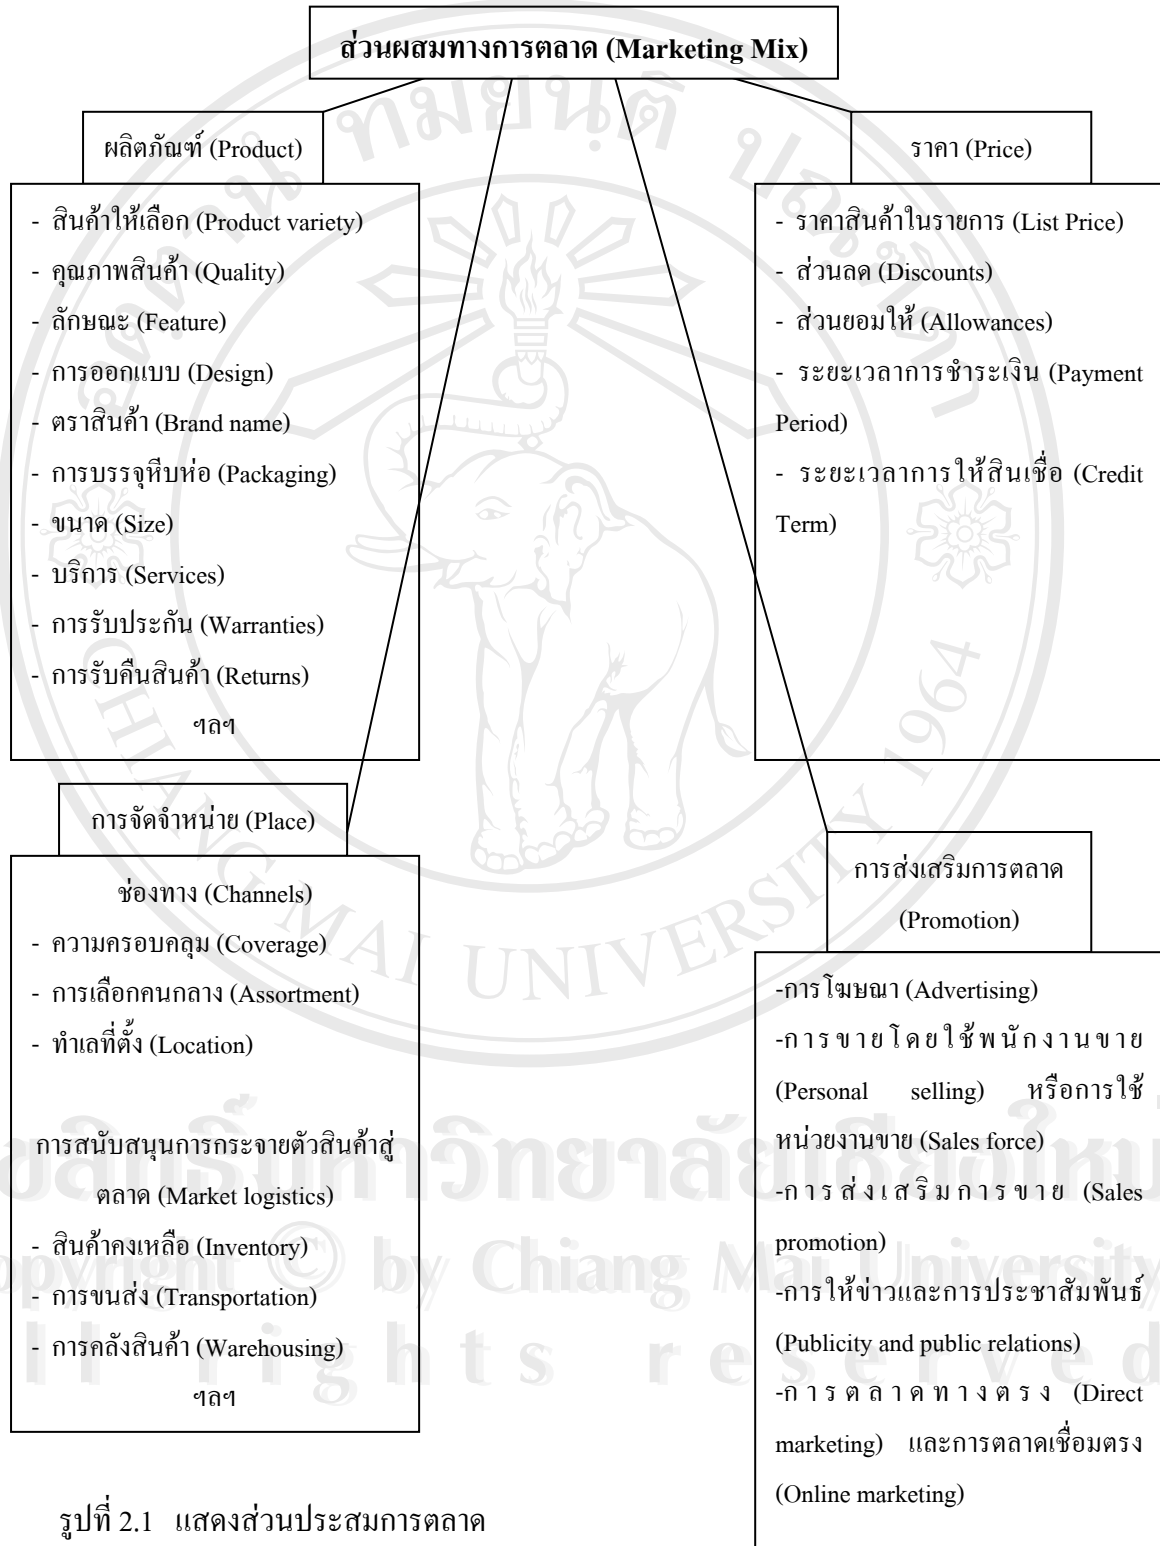 ส่วนผสมทางการตลาด (Marketing Mix)
ผลิตภัณฑ์ (Product)
- สินค้าให้เลือก (Product variety)
- คุณภาพสินค้า (Quality)
- ลักษณะ (Feature)
- การออกแบบ (Design)
- ตราสินค้า (Brand name)
- การบรรจุหีบห่อ (Packaging)
- ขนาด (Size)
- บริการ (Services)
- การรับประกัน (Warranties)
- การรับคืนสินค้า (Returns)
ฯลฯ
ราคา (Price)
- ราคาสินค้าในรายการ (List Price)
- ส่วนลด (Discounts)
- ส่วนยอมให้ (Allowances)
- ระยะเวลาการชำระเงิน (Payment
Period)
- ระยะเวลาการให้สินเชื่อ (Credit
Term)
การจัดจำหน่าย (Place)
ช่องทาง (Channels)
- ความครอบคลุม (Coverage)
- การเลือกคนกลาง (Assortment)
- ทำเลที่ตั้ง (Location)
การสนับสนุนการกระจายตัวสินค้าสู่
ตลาด (Market logistics)
- สินค้าคงเหลือ (Inventory)
- การขนส่ง (Transportation)
- การคลังสินค้า (Warehousing)
ฯลฯ
การส่งเสริมการตลาด
(Promotion)
-การโฆษณา (Advertising)
-การขายโดยใช้พนักงานขาย
(Personal selling) หรือการใช้
หน่วยงานขาย (Sales force)
-การส่งเสริมการขาย (Sales
promotion)
-การให้ข่าวและการประชาสัมพันธ์
(Publicity and public relations)
-การตลาดทางตรง (Direct
marketing) และการตลาดเชื่อมตรง
(Online marketing)
รูปที่ 2.1 แสดงส่วนประสมการตลาด
CHIANG MAI UNIVERSITY 1964
by Chiang Mai University
rights reserved